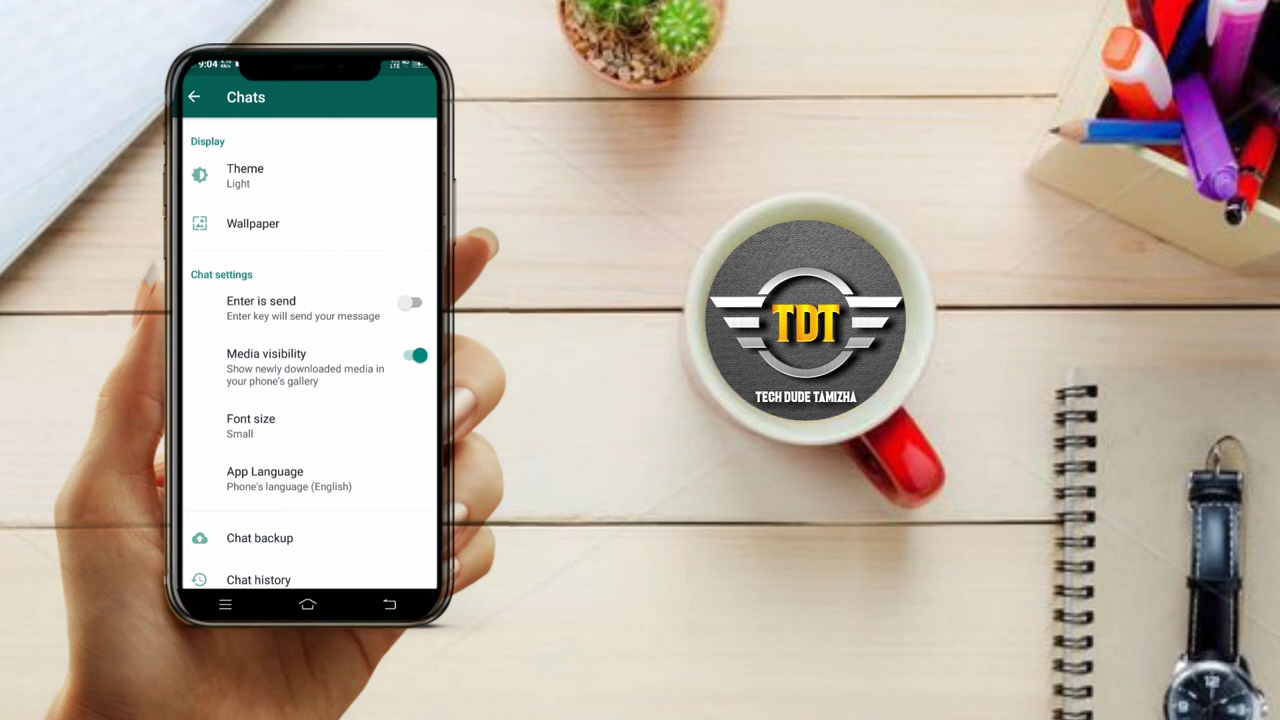 9:04
LTE
Chats
Display
Theme
Light
Wallpaper
Chat settings
Enter is send
Enter key will send your message
Media visibility
Show newly downloaded media in
your phone's gallery
Font size
Small
App Language
Phone's language (English)
Chat backup
Chat history
TDT
TECH DUDE TAMIZHA
12